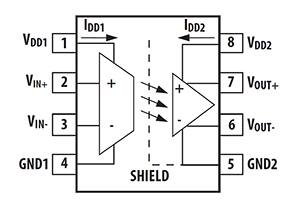 IDD1 IDD2
VDD1 1 8 VDD2
VIN+ 2 + + 7 VOUT+
VIN- 3 - - 6 VOUT-
GND1 4 5 GND2
SHIELD